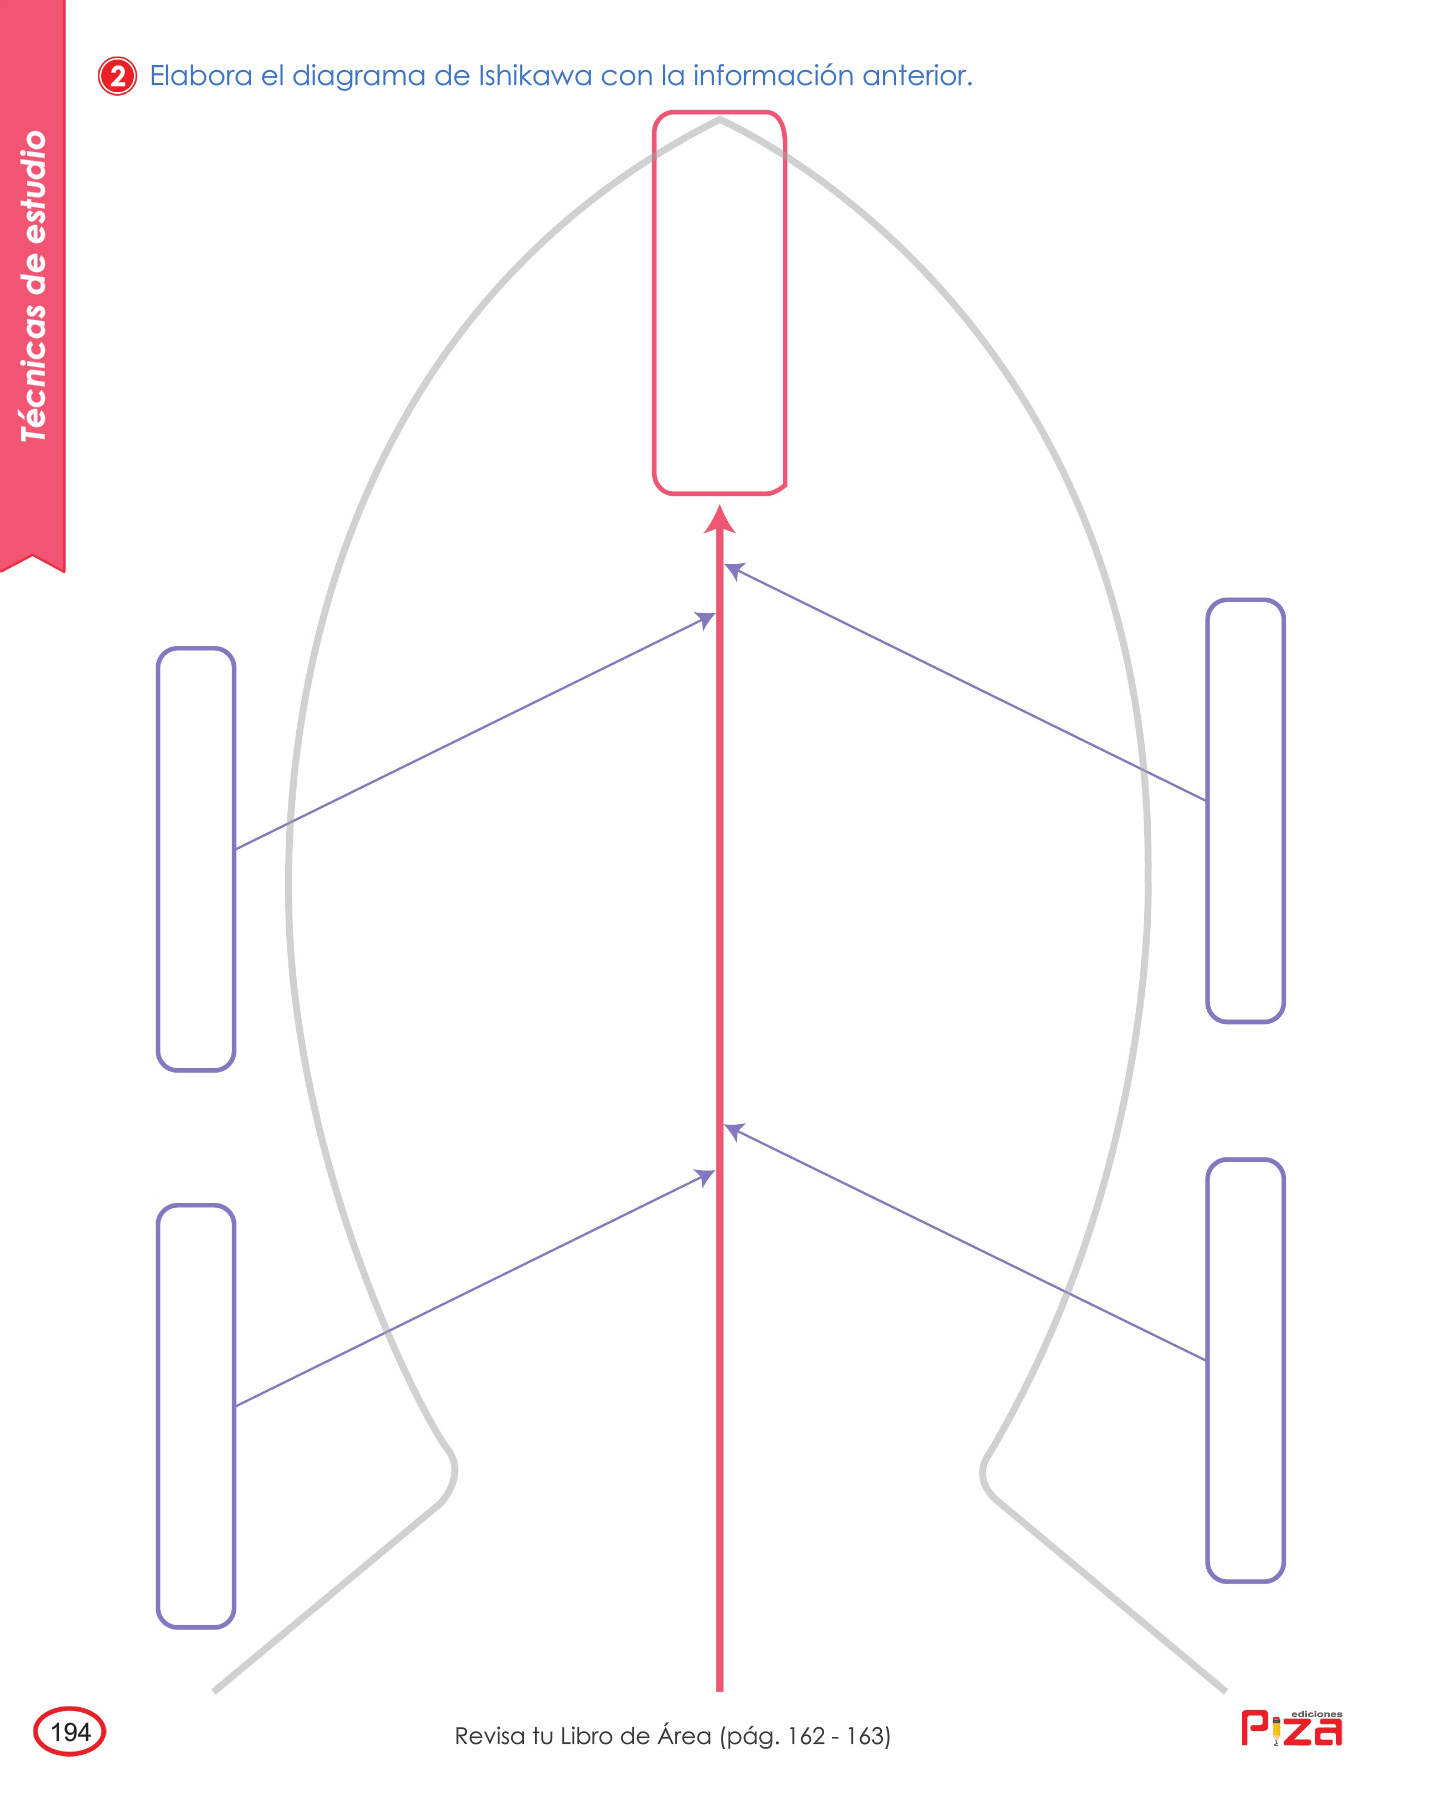 Técnicas de estudio
2 Elabora el diagrama de Ishikawa con la información anterior.
194
Revisa tu Libro de Área (pág. 162 - 163)
ediciones
Piza